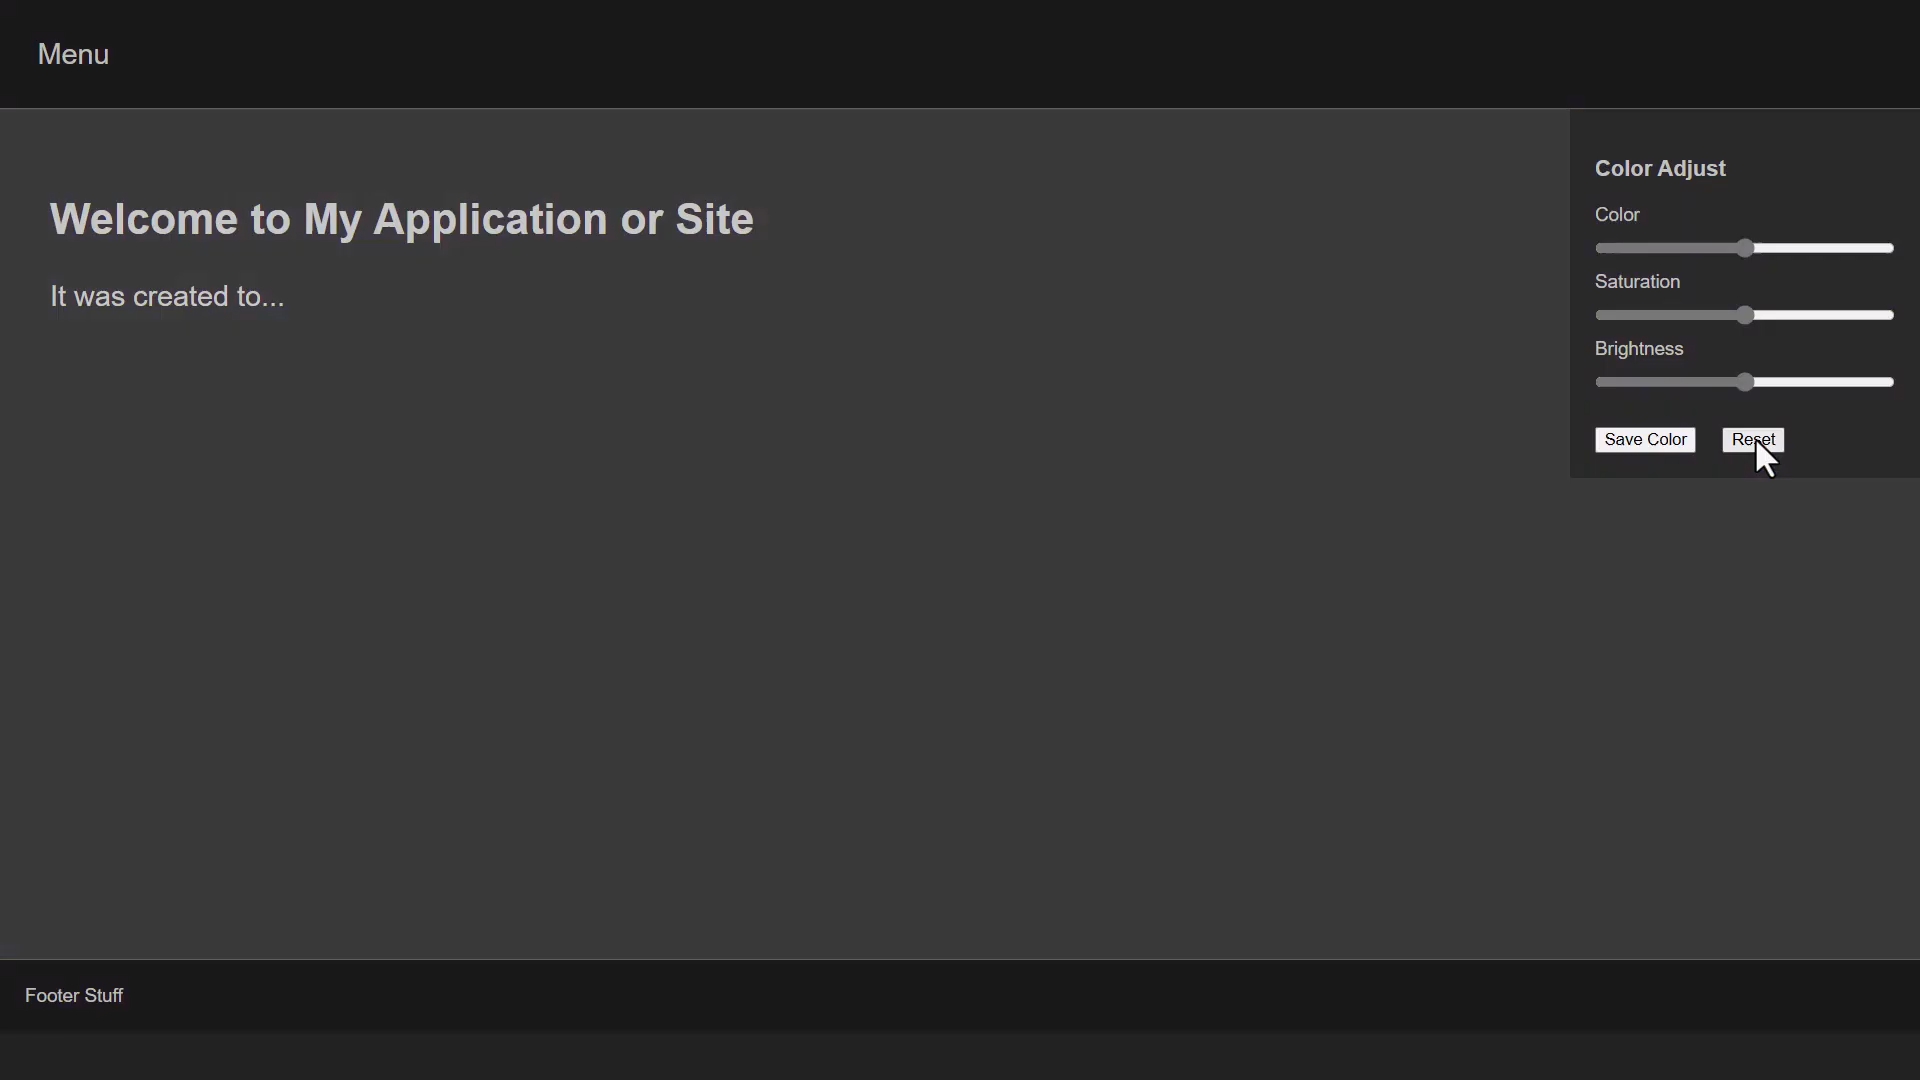 Menu
Welcome to My Application or Site
It was created to...
Color Adjust
Color
Saturation
Brightness
Save Color
Reset
Footer Stuff